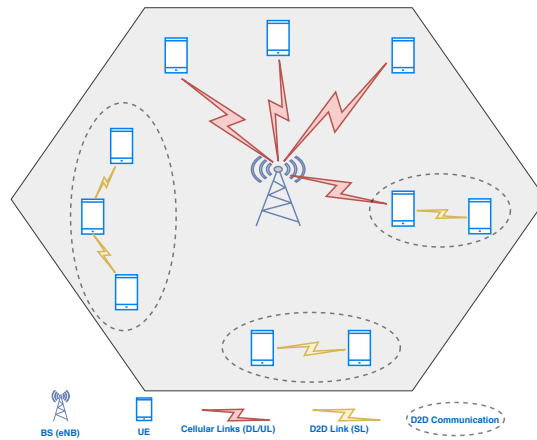 D2D Communication
BS (eNB)
UE
Cellular Links (DL/UL)
D2D Link (SL)